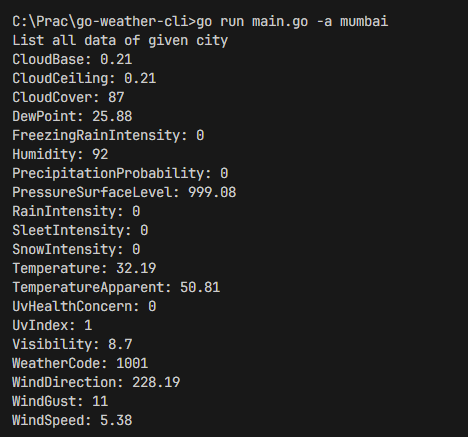 C:\Prac\go-weather-cli>go run main.go -a mumbai
List all data of given city
CloudBase: 0.21
CloudCeiling: 0.21
CloudCover: 87
DewPoint: 25.88
FreezingRainIntensity: 0
Humidity: 92
PrecipitationProbability: 0
PressureSurfaceLevel: 999.08
RainIntensity: 0
SleetIntensity: 0
SnowIntensity: 0
Temperature: 32.19
TemperatureApparent: 50.81
UvHealthConcern: 0
UvIndex: 1
Visibility: 8.7
WeatherCode: 1001
WindDirection: 228.19
WindGust: 11
WindSpeed: 5.38